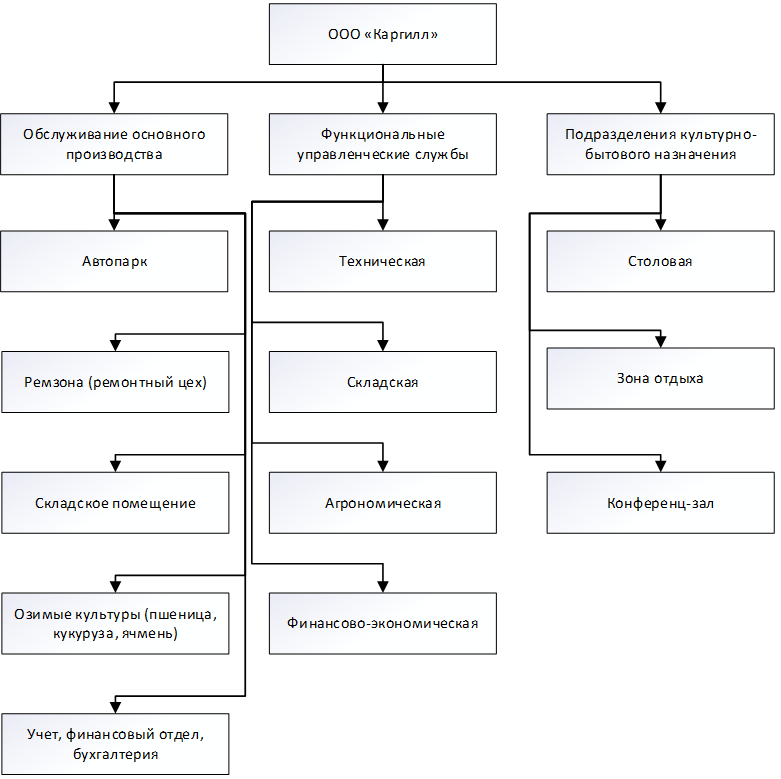 ООО «Каргилл»
Обслуживание основного
производства
Функциональные
управленческие службы
Подразделения культурно-
бытового назначения
Автопарк
Техническая
Столовая
Ремзона (ремонтный цех)
Складская
Зона отдыха
Складское помещение
Агрономическая
Конференц-зал
Озимые культуры (пшеница,
кукуруза, ячмень)
Финансово-экономическая
Учет, финансовый отдел,
бухгалтерия